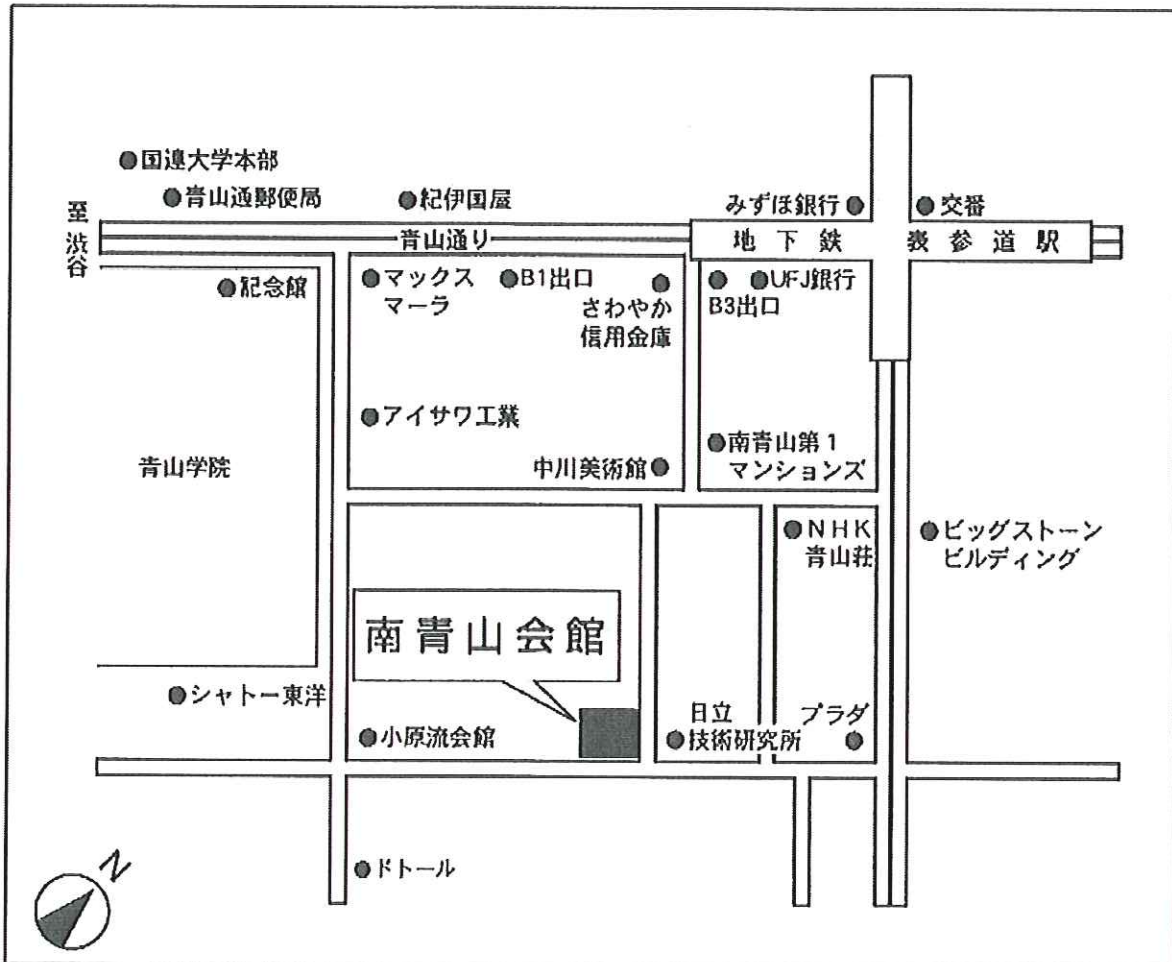 国連大学本部
青山通郵便局
紀伊国屋
みずほ銀行
交番
至渋谷
青山通り
地下鉄 表参道駅
記念館
マックス
マーラ
B1出口
さわやか
信用金庫
B3出口
UFJ銀行
アイサワ工業
青山学院
中川美術館
南青山第1
マンションズ
NHK
青山荘
ビッグストーン
ビルディング
南青山会館
シャトー東洋
小原流会館
日立
技術研究所
プラダ
ドトール
N